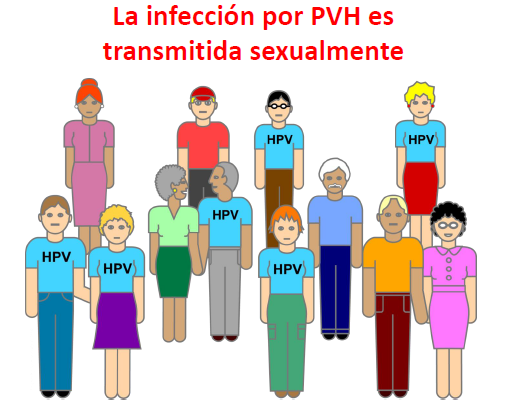 La infección por PVH es
transmitida sexualmente
HPV
HPV
HPV
HPV
HPV
HPV